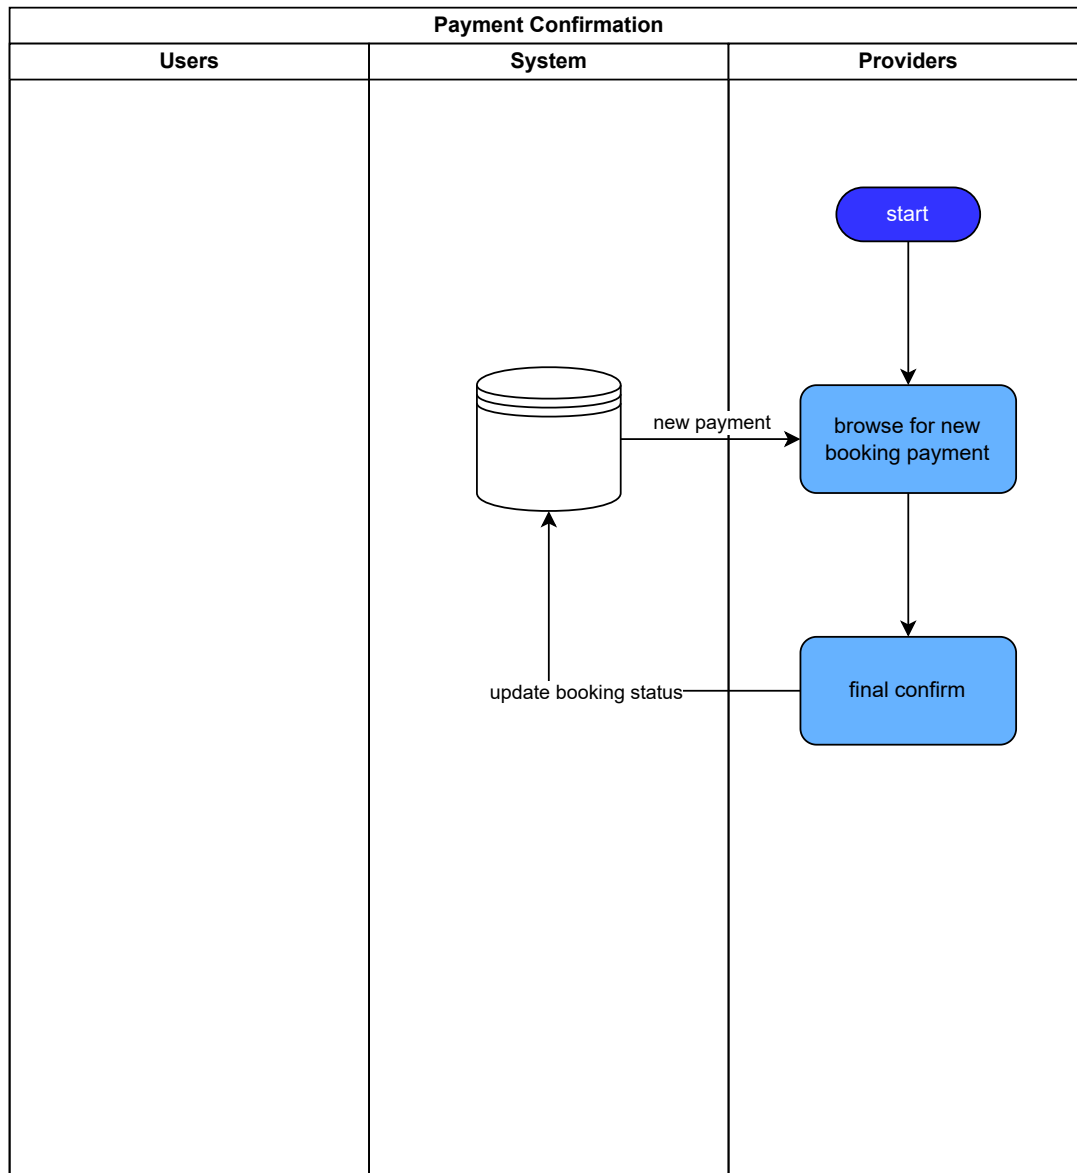 Payment Confirmation
Users
System
Providers
start
new payment
browse for new
booking payment
update booking status
final confirm